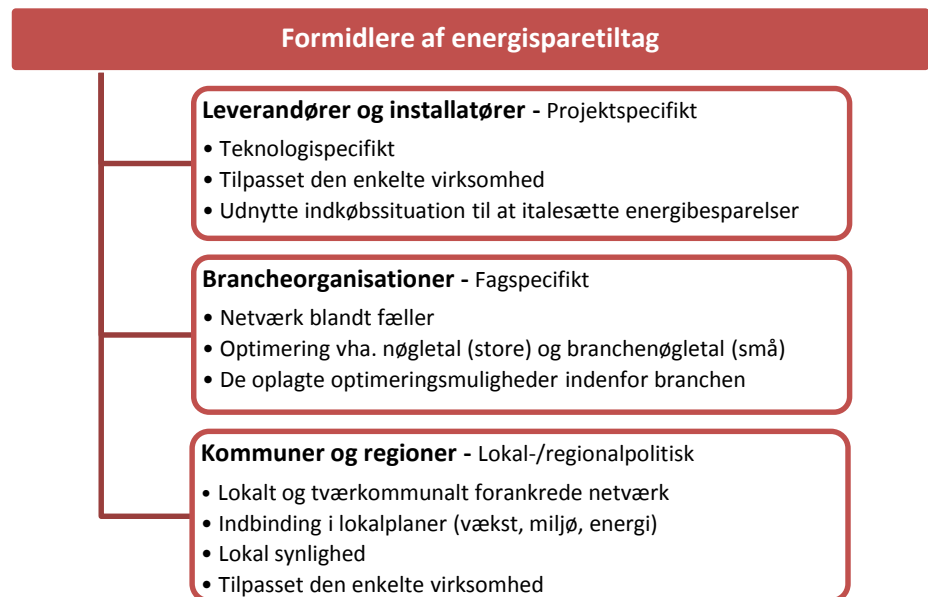 Formidlere af energisparetiltag
Leverandører og installatører - Projektspecifikt
• Teknologispecifikt
• Tilpasset den enkelte virksomhed
• Udnytte indkøbssituation til at italesætte energibesparelser
Brancheorganisationer - Fagspecifikt
• Netværk blandt fæller
• Optimering vha. nøgletal (store) og branchenøgletal (små)
• De oplagte optimeringsmuligheder indenfor branchen
Kommuner og regioner - Lokal-/regionalpolitisk
• Lokalt og tværkommunalt forankrede netværk
• Indbinding i lokalplaner (vækst, miljø, energi)
• Lokal synlighed
• Tilpasset den enkelte virksomhed